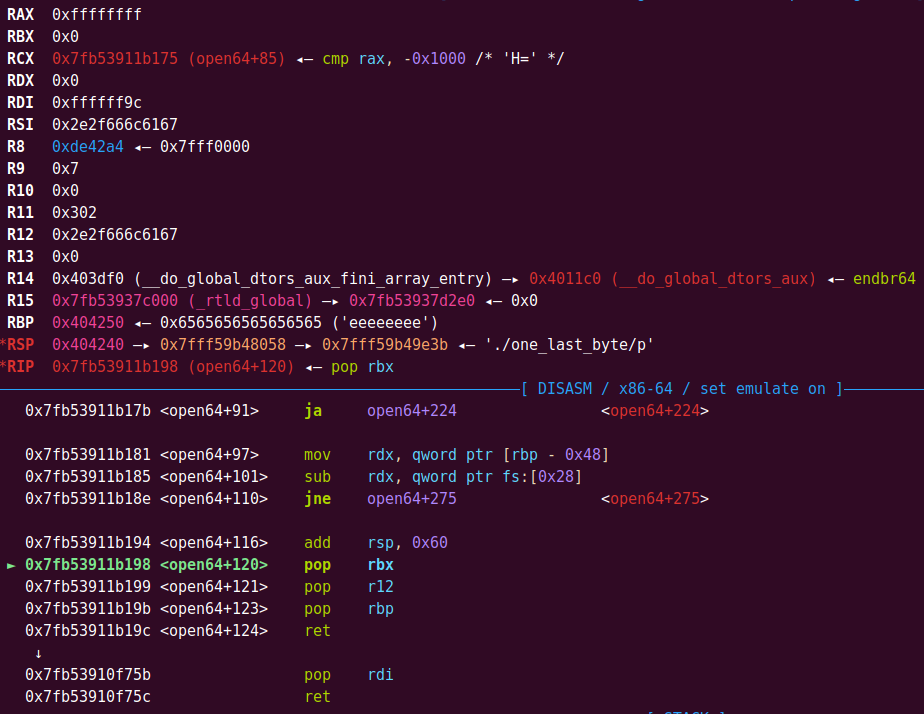 RAX 0xffffffff
RBX 0x0
RCX 0x7fb53911b175 (open64+85) ◂— cmp rax, -0x1000 /* 'H=' */
RDX 0x0
RDI 0xffffff9c
RSI 0x2e2f666c6167
R8 0xde42a4 ◂— 0x7fff0000
R9 0x7
R10 0x0
R11 0x302
R12 0x2e2f666c6167
R13 0x0
R14 0x403df0 (__do_global_dtors_aux_fini_array_entry) —▸ 0x4011c0 (__do_global_dtors_aux) ◂— endbr64
R15 0x7fb53937c000 (_rtld_global) —▸ 0x7fb53937d2e0 ◂— 0x0
RBP 0x404250 ◂— 0x6565656565656565 ('eeeeeeee')
*RSP 0x404240 —▸ 0x7fff59b48058 —▸ 0x7fff59b49e3b ◂— './one_last_byte/p'
*RIP 0x7fb53911b198 (open64+120) ◂— pop rbx
[ DISASM / x86-64 / set emulate on ]
0x7fb53911b17b <open64+91> ja open64+224 <open64+224>
0x7fb53911b181 <open64+97> mov rdx, qword ptr [rbp - 0x48]
0x7fb53911b185 <open64+101> sub rdx, qword ptr fs:[0x28]
0x7fb53911b18e <open64+110> jne open64+275 <open64+275>
0x7fb53911b194 <open64+116> add rsp, 0x60
► 0x7fb53911b198 <open64+120> pop rbx
0x7fb53911b199 <open64+121> pop r12
0x7fb53911b19b <open64+123> pop rbp
0x7fb53911b19c <open64+124> ret
↓
0x7fb53910f75b pop rdi
0x7fb53910f75c ret